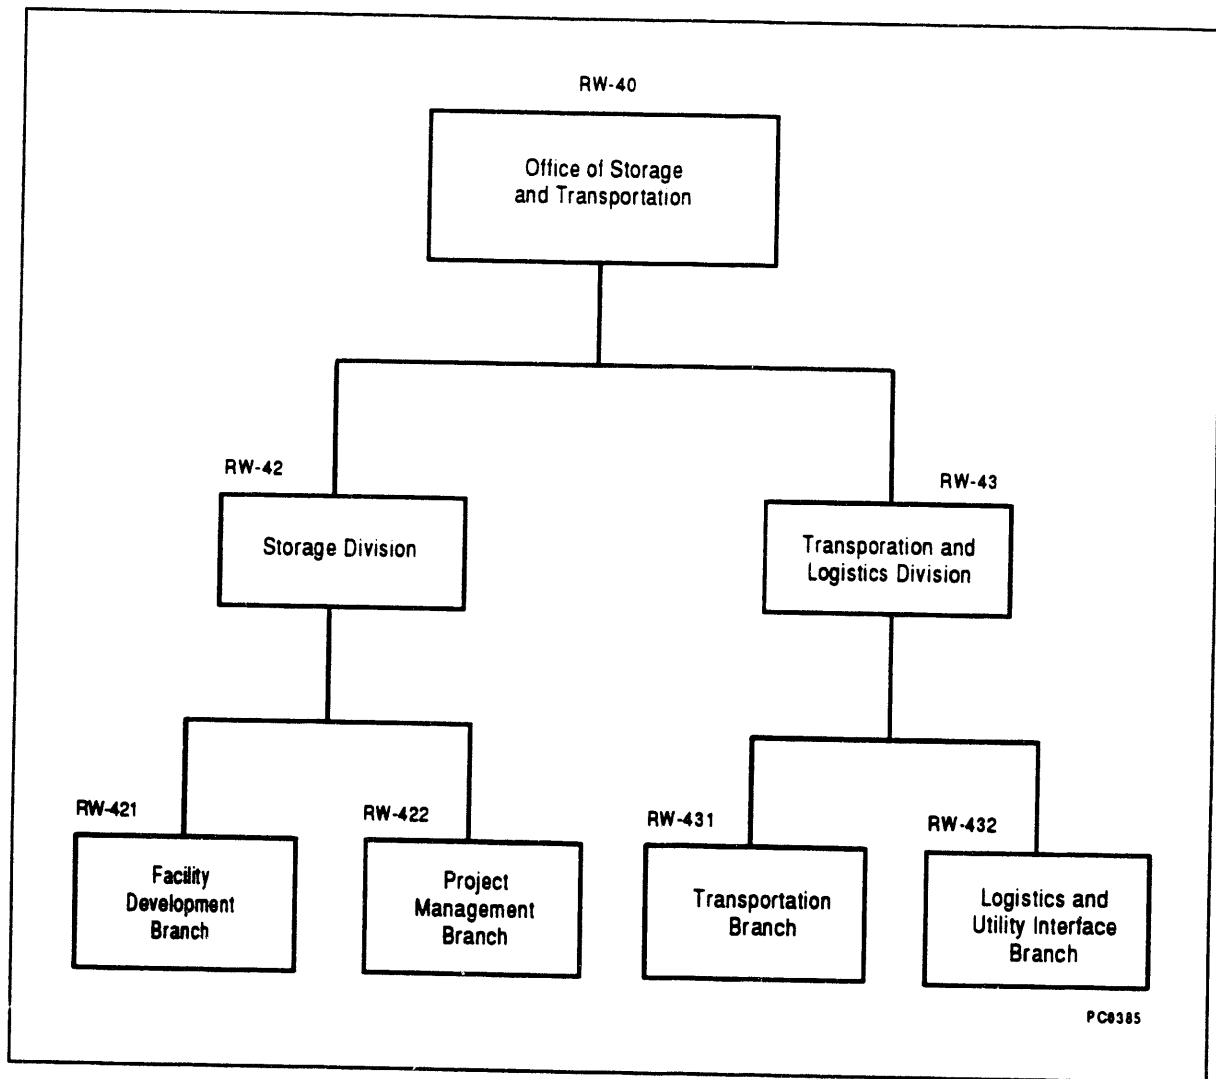 RW-40
Office of Storage
and Transportation
RW-42
Storage Division
RW-43
Transporation and
Logistics Division
RW-421
Facility
Development
Branch
RW-422
Project
Management
Branch
RW-431
Transportation
Branch
RW-432
Logistics and
Utility Interface
Branch
PC8385